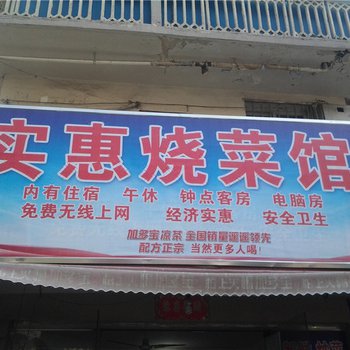 实惠烧菜馆
内有住宿 午休 钟点客房 电脑房
免费无线上网 经济实惠 安全卫生
加多宝凉茶 全国销量遥遥领先
配方正宗 当然更多人喝!